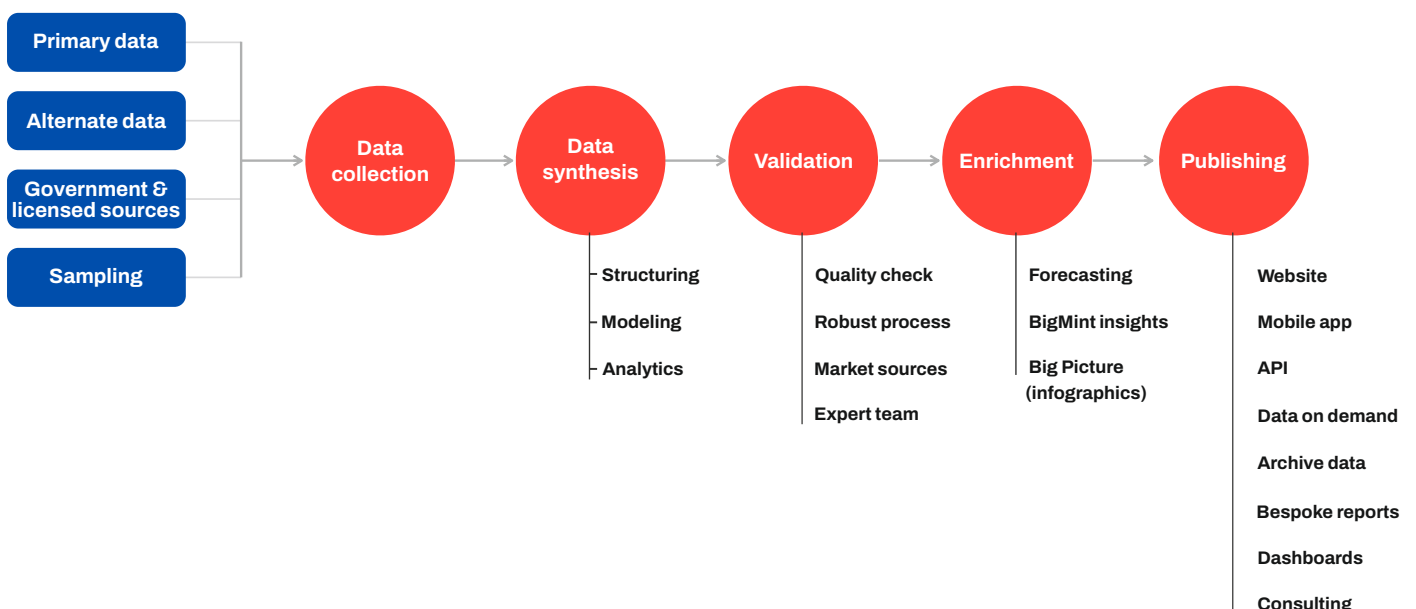 Primary data
Alternate data
Government &
licensed sources
Sampling
Data
collection
Data
synthesis
Validation
Enrichment
Publishing
Structuring
Modeling
Analytics
Quality check
Robust process
Market sources
Expert team
Forecasting
BigMint insights
Big Picture
(infographics)
Website
Mobile app
API
Data on demand
Archive data
Bespoke reports
Dashboards
Consulting